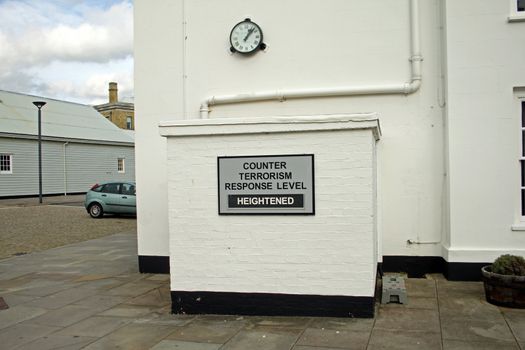 COUNTER
TERRORISM
RESPONSE LEVEL
HEIGHTENED